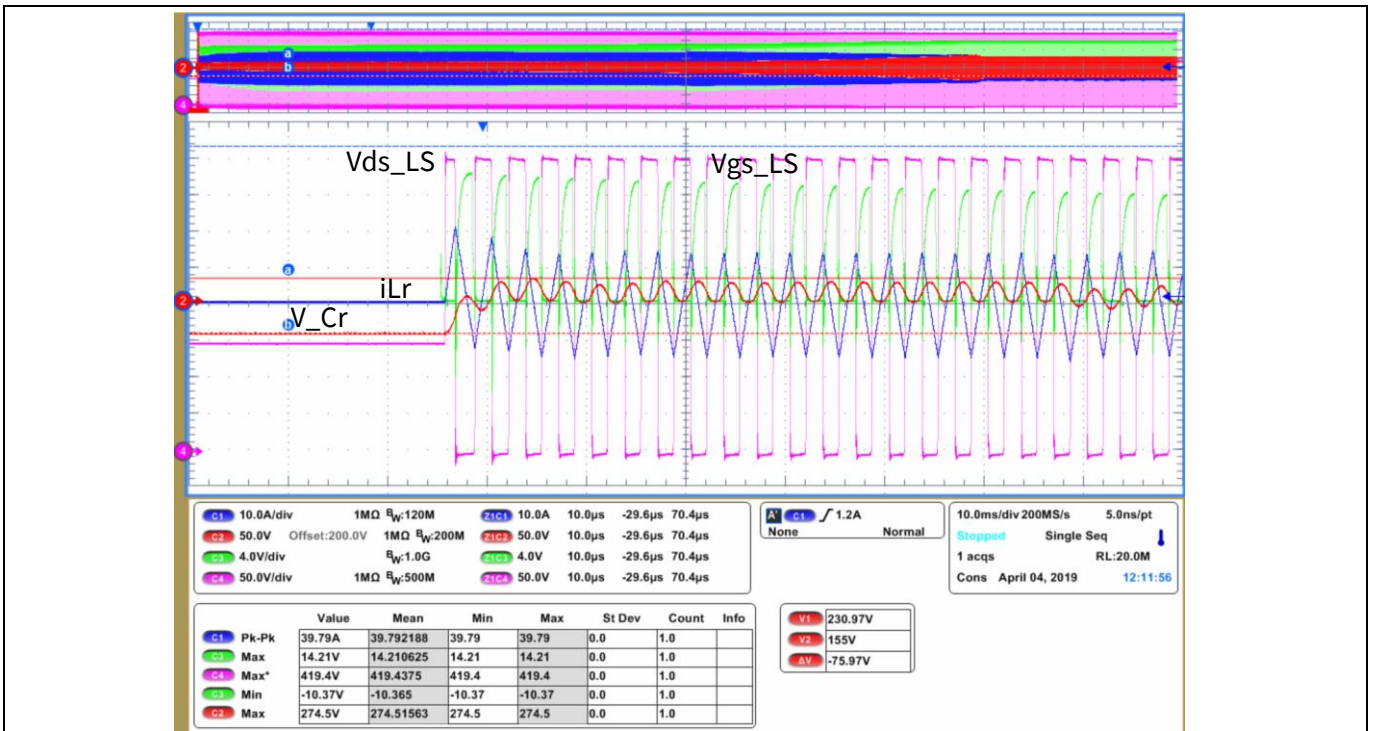 a
2
b
4
Vds_LS
Vgs_LS
a
iLr
2
V_Cr
b
4
C1 10.0A/div 1MΩ BW:120M Z1C1 10.0A 10.0µs -29.6µs 70.4µs
C2 50.0V Offset:200.0V 1MΩ BW:200M Z1C2 50.0V 10.0µs -29.6µs 70.4µs
C3 4.0V/div BW:1.0G Z1C3 4.0V 10.0µs -29.6µs 70.4µs
C4 50.0V/div 1MΩ BW:500M Z1C4 50.0V 10.0µs -29.6µs 70.4µs
A' C1 1.2A
None Normal
10.0ms/div 200MS/s 5.0ns/pt
Stopped Single Seq
1 acqs RL:20.0M
Cons April 04, 2019 12:11:56
Value Mean Min Max St Dev Count Info
C1 Pk-Pk 39.79A 39.792188 39.79 39.79 0.0 1.0
C3 Max 14.21V 14.210625 14.21 14.21 0.0 1.0
C4 Max* 419.4V 419.4375 419.4 419.4 0.0 1.0
C3 Min -10.37V -10.365 -10.37 -10.37 0.0 1.0
C2 Max 274.5V 274.51563 274.5 274.5 0.0 1.0
V1 230.97V
V2 155V
ΔV -75.97V